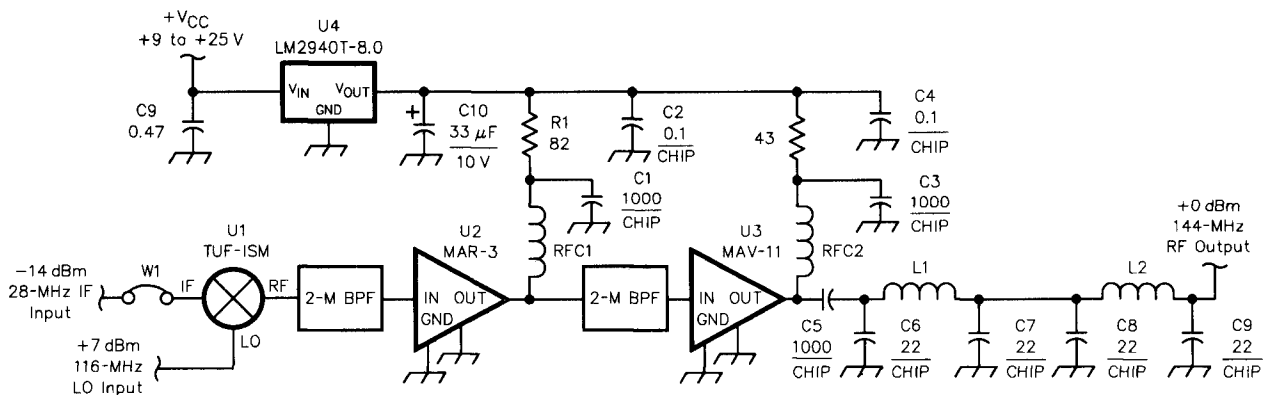 +VCC
+9 to +25 V
U4
LM2940T-8.0
VIN
VOUT
GND
C9
0.47
+
C10
33 μF
10 V
R1
82
C2
0.1
CHIP
43
C4
0.1
CHIP
C1
1000
CHIP
C3
1000
CHIP
RFC1
RFC2
U1
TUF-ISM
-14 dBm
28-MHz IF
Input
W1
IF
RF
LO
+7 dBm
116-MHz
LO Input
2-M BPF
U2
MAR-3
IN
OUT
GND
2-M BPF
U3
MAV-11
IN
OUT
GND
C5
1000
CHIP
L1
C6
22
CHIP
C7
22
CHIP
C8
22
CHIP
L2
C9
22
CHIP
+0 dBm
144-MHz
RF Output